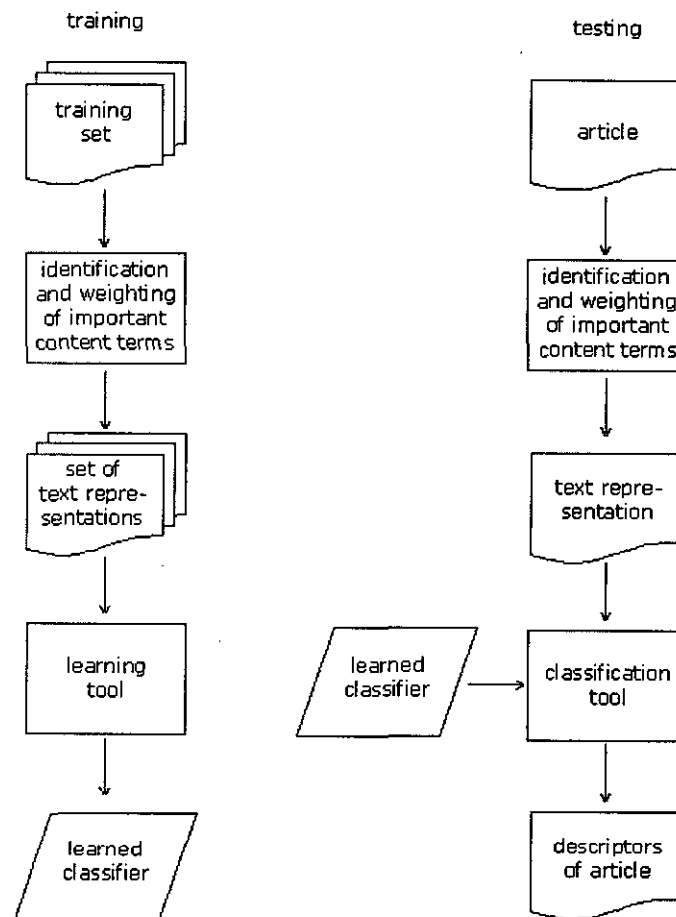 training
training
set
identification
and weighting
of important
content terms
set of
text repre-
sentations
learning
tool
learned
classifier
testing
article
identification
and weighting
of important
content terms
text repre-
sentation
learned
classifier
classification
tool
descriptors
of article